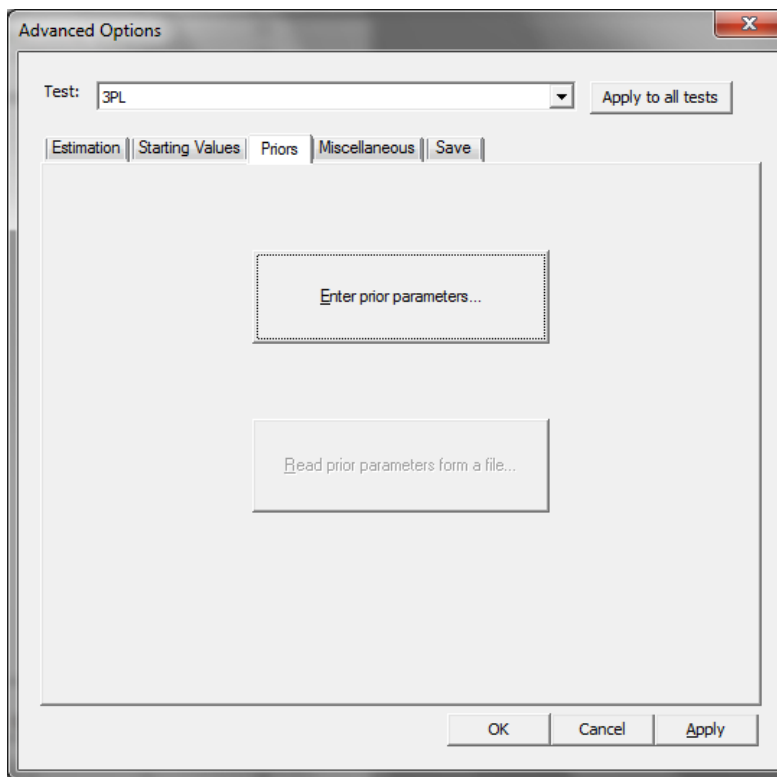 Advanced Options
X
Test: 3PL Apply to all tests
Estimation Starting Values Priors Miscellaneous Save
Enter prior parameters...
Read prior parameters form a file...
OK Cancel Apply